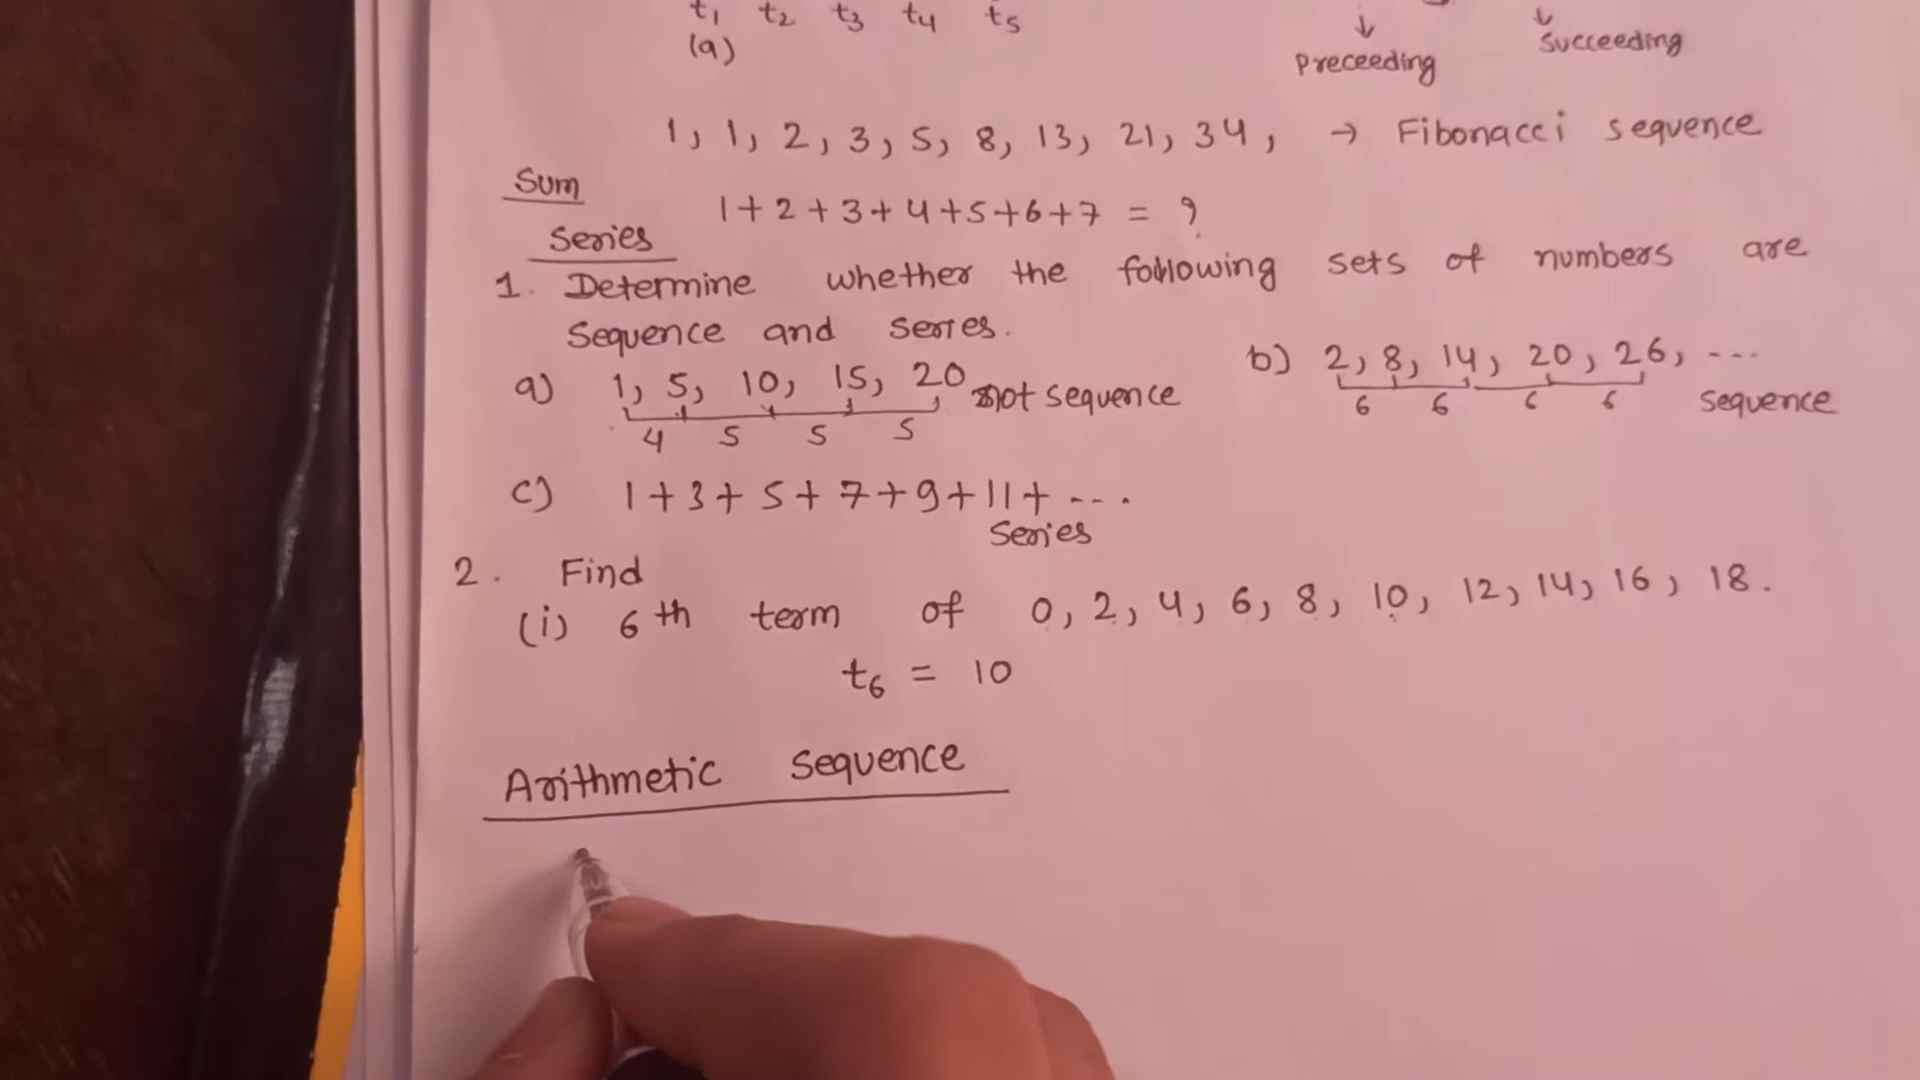 t1 t2 t3 t4 t5
(a)
Preceeding
Succeeding
1, 1, 2, 3, 5, 8, 13, 21, 34, → Fibonacci sequence
Sum
1+2+3+4+5+6+7 = ?
Series
1. Determine whether the following sets of numbers are
Sequence and series.
a) 1, 5, 10, 15, 20 not sequence
4 5 5 5
b) 2, 8, 14, 20, 26, ...
6 6 6 6 sequence
c) 1+3+5+7+9+11+ ...
Series
2. Find
(i) 6th term of 0, 2, 4, 6, 8, 10, 12, 14, 16, 18.
t6 = 10
Arithmetic sequence